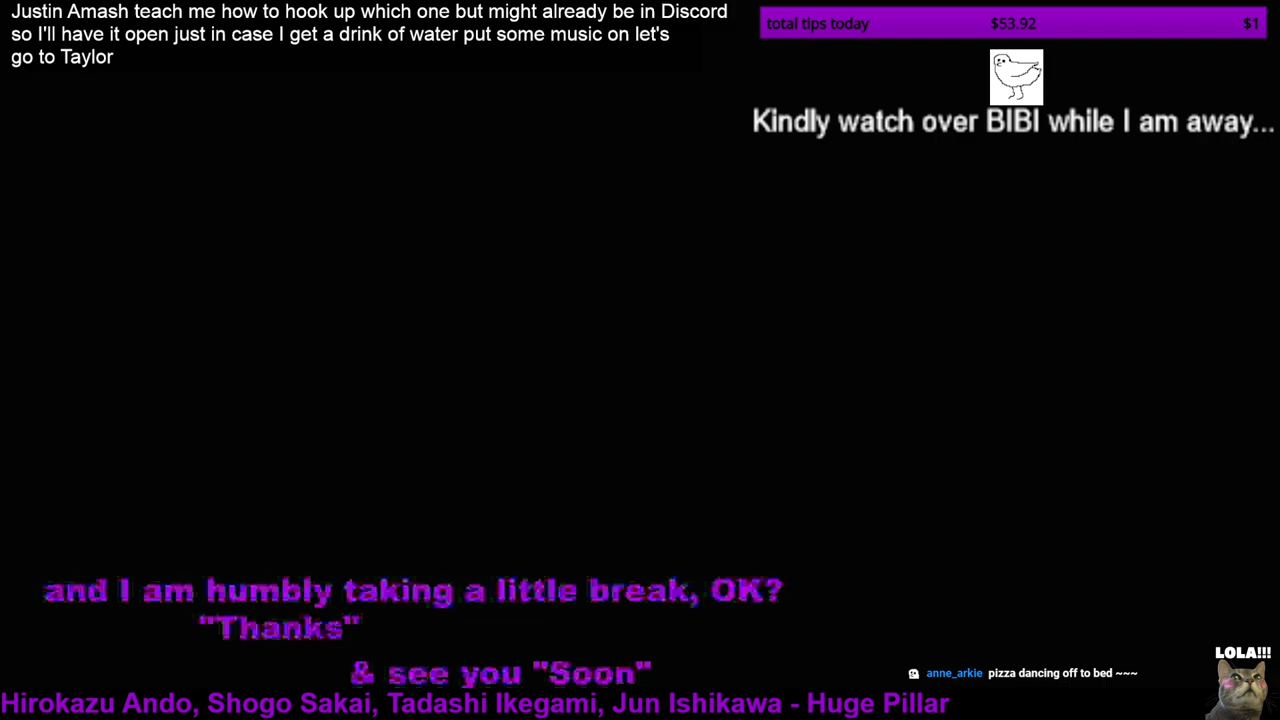 Justin Amash teach me how to hook up which one but might already be in Discord
so I'll have it open just in case I get a drink of water put some music on let's
go to Taylor
total tips today $53.92 $1
Kindly watch over BIBI while I am away...
and I am humbly taking a little break, OK?
"Thanks"
& see you "Soon"
LOLA!!!
anne_arkie pizza dancing off to bed ~~~
Hirokazu Ando, Shogo Sakai, Tadashi Ikegami, Jun Ishikawa - Huge Pillar